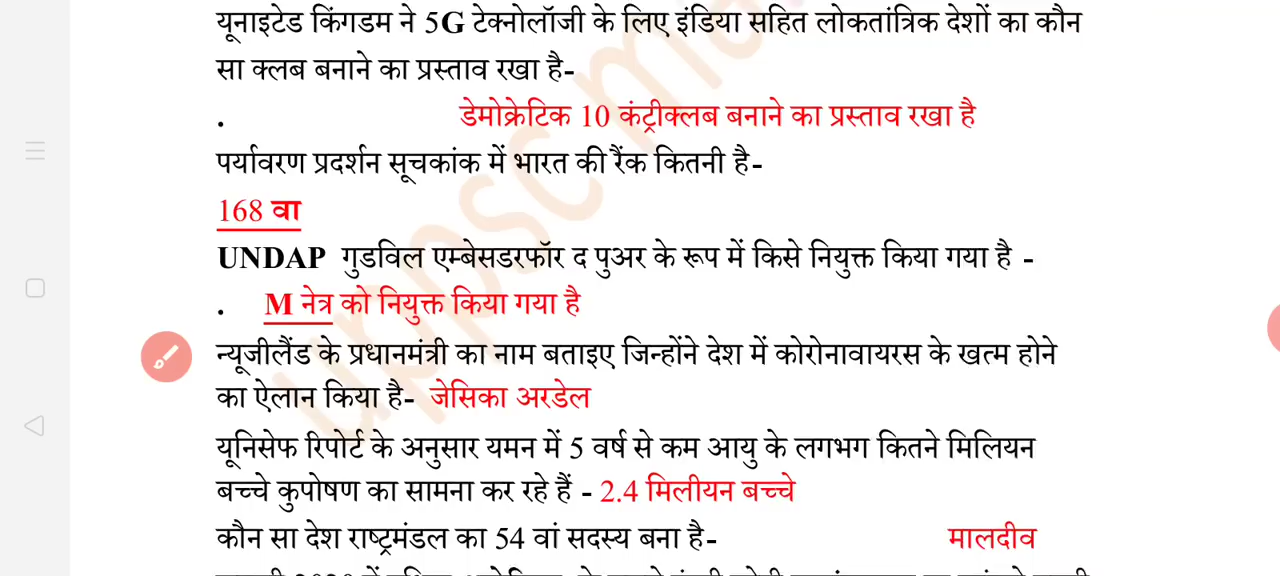 यूनाइटेड किंगडम ने 5G टेक्नोलॉजी के लिए इंडिया सहित लोकतांत्रिक देशों का कौन
सा क्लब बनाने का प्रस्ताव रखा है-
. डेमोक्रेटिक 10 कंट्रीक्लब बनाने का प्रस्ताव रखा है
पर्यावरण प्रदर्शन सूचकांक में भारत की रैंक कितनी है-
168 वा
UNDAP गुडविल एम्बेसडरफॉर द पुअर के रूप में किसे नियुक्त किया गया है -
. M नेत्र को नियुक्त किया गया है
न्यूजीलैंड के प्रधानमंत्री का नाम बताइए जिन्होंने देश में कोरोनावायरस के खत्म होने
का ऐलान किया है- जेसिका अरडेल
यूनिसेफ रिपोर्ट के अनुसार यमन में 5 वर्ष से कम आयु के लगभग कितने मिलियन
बच्चे कुपोषण का सामना कर रहे हैं - 2.4 मिलीयन बच्चे
कौन सा देश राष्ट्रमंडल का 54 वां सदस्य बना है- मालदीव